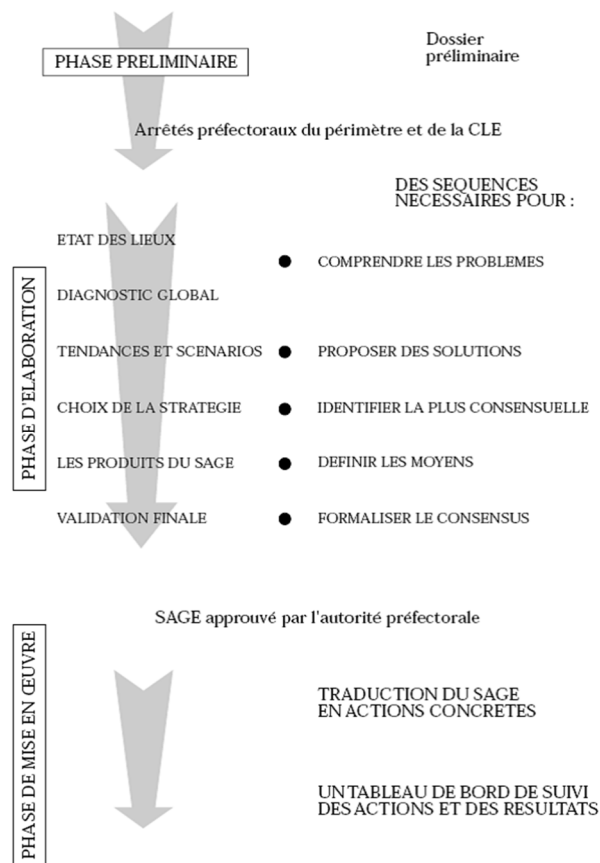 Dossier
préliminaire
PHASE PRELIMINAIRE
Arrêtés préfectoraux du périmètre et de la CLE
DES SEQUENCES
NECESSAIRES POUR :
PHASE D'ELABORATION
ETAT DES LIEUX
● COMPRENDRE LES PROBLEMES
DIAGNOSTIC GLOBAL
TENDANCES ET SCENARIOS ● PROPOSER DES SOLUTIONS
CHOIX DE LA STRATEGIE ● IDENTIFIER LA PLUS CONSENSUELLE
LES PRODUITS DU SAGE ● DEFINIR LES MOYENS
VALIDATION FINALE ● FORMALISER LE CONSENSUS
SAGE approuvé par l'autorité préfectorale
PHASE DE MISE EN ŒUVRE
TRADUCTION DU SAGE
EN ACTIONS CONCRETES
UN TABLEAU DE BORD DE SUIVI
DES ACTIONS ET DES RESULTATS